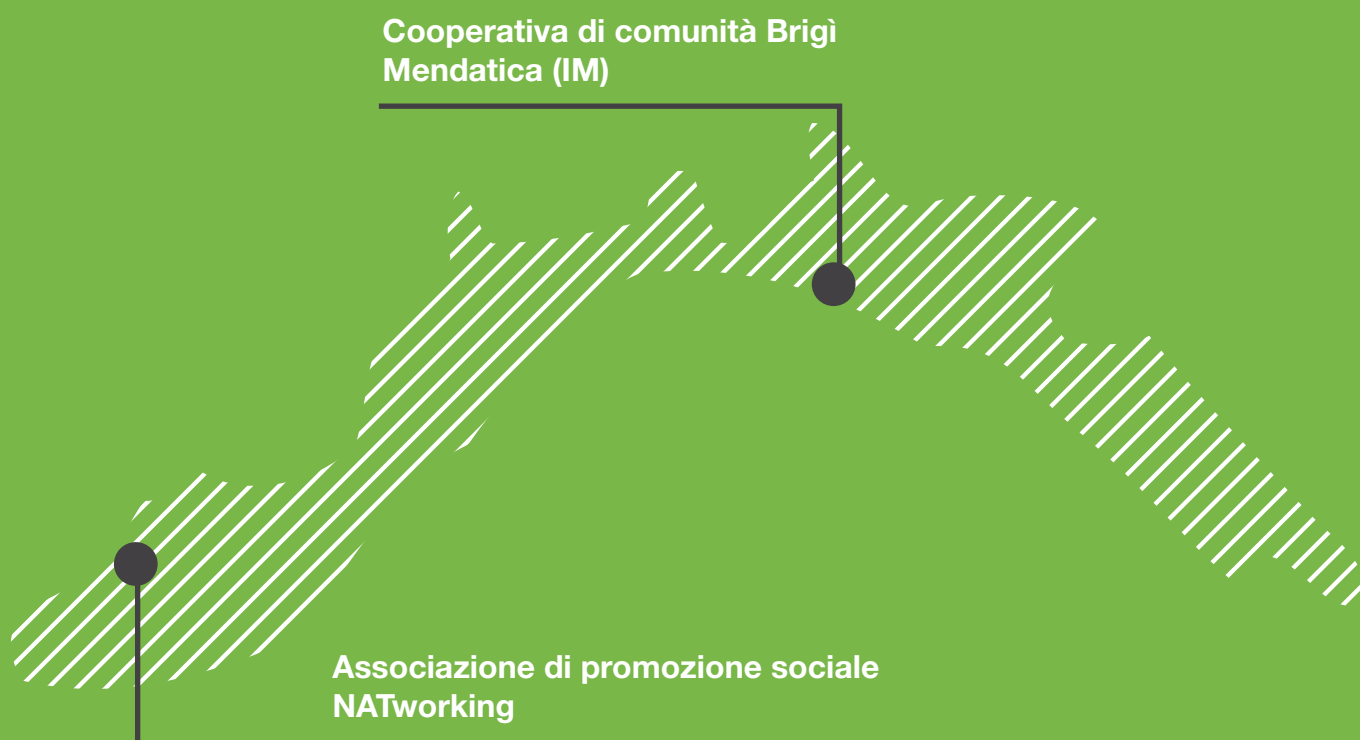 Cooperativa di comunità Brigì
Mendatica (IM)
Associazione di promozione sociale
NATworking